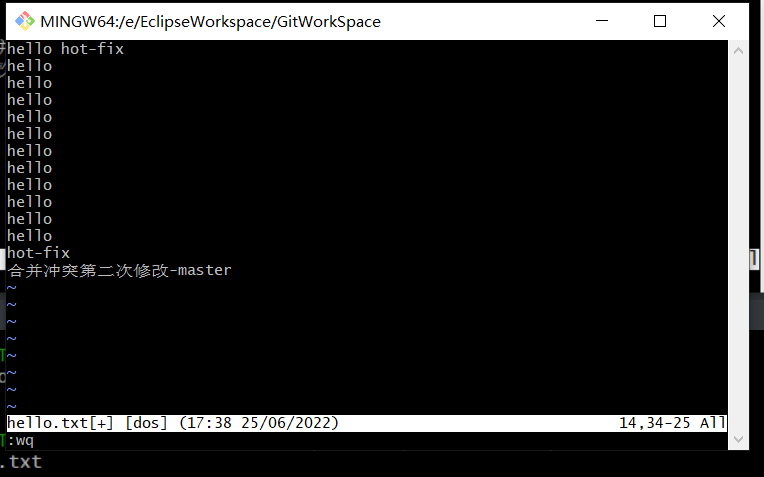 MINGW64:/e/EclipseWorkspace/GitWorkSpace
hello hot-fix
hello
hello
hello
hello
hello
hello
hello
hello
hello
hello
hello
hot-fix
合并冲突第二次修改-master
~
~
~
~
~
~
~
~
hello.txt[+] [dos] (17:38 25/06/2022) 14,34-25 All
:wq
.txt